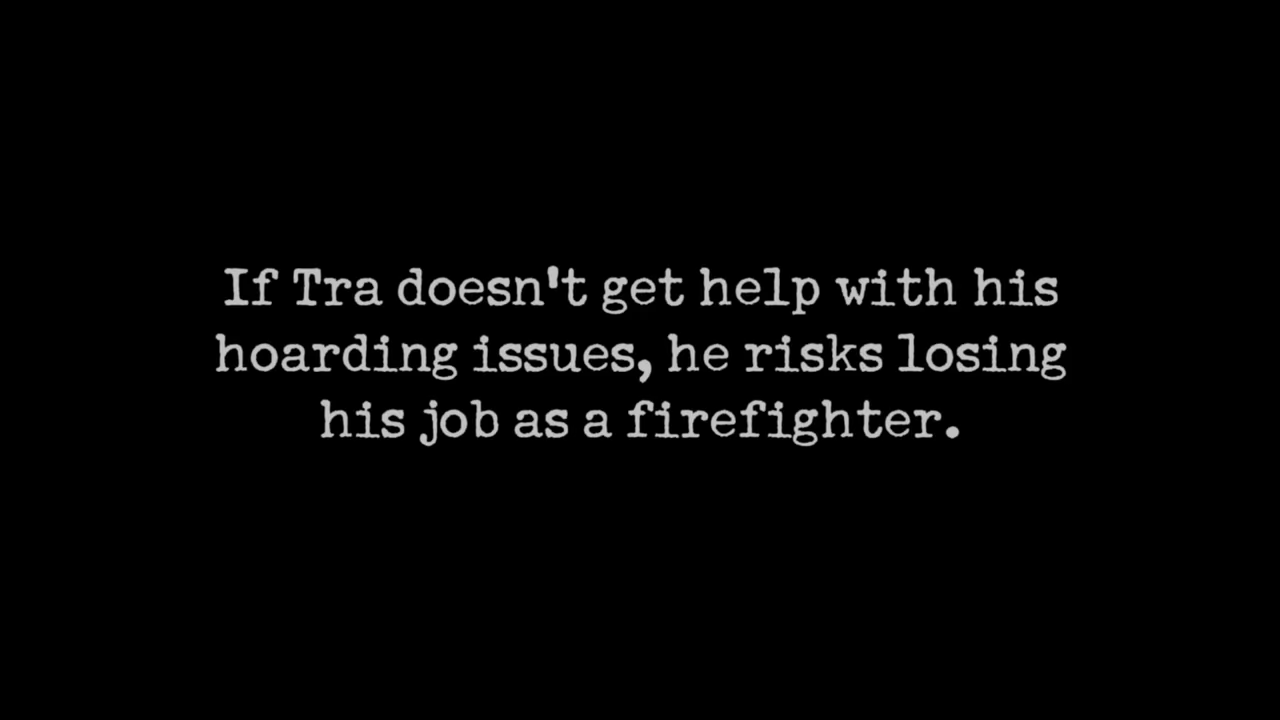 If Tra doesn't get help with his
hoarding issues, he risks losing
his job as a firefighter.